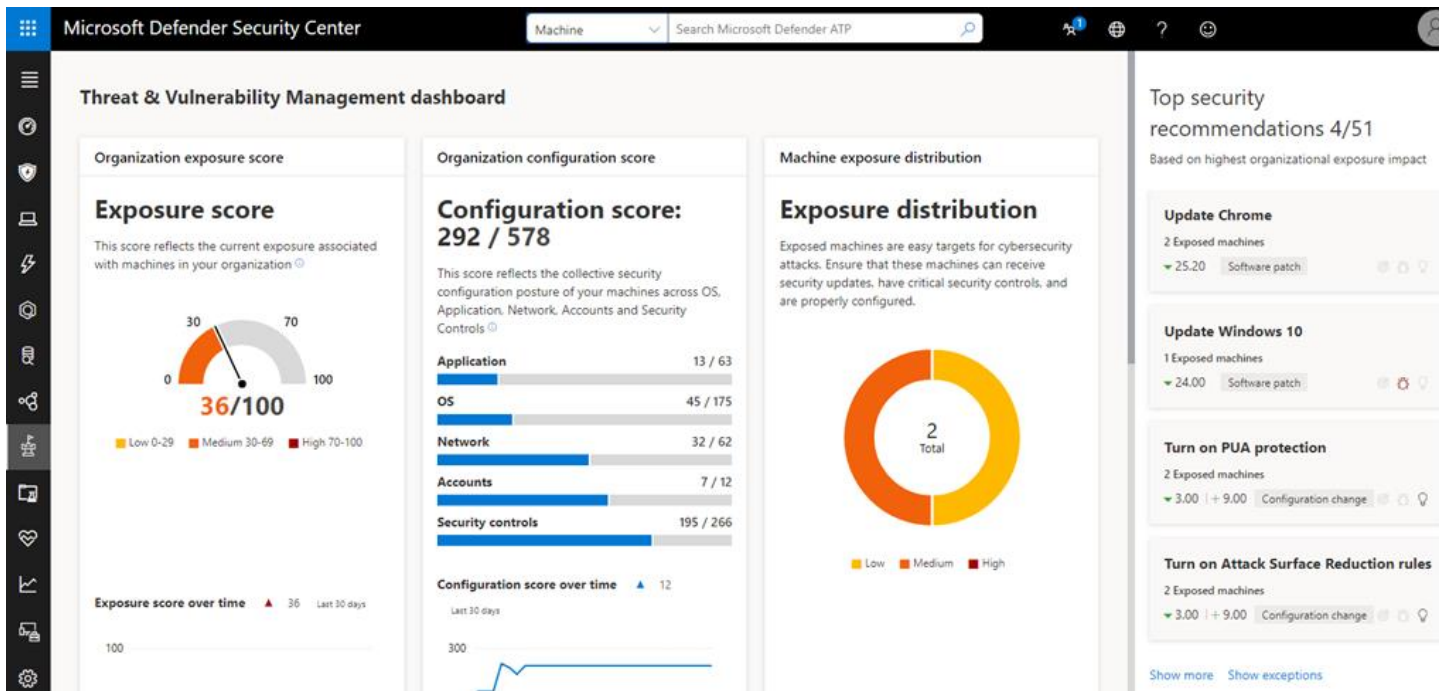 Microsoft Defender Security Center
Machine
Search Microsoft Defender ATP
1
?
Threat & Vulnerability Management dashboard
Organization exposure score
Exposure score
This score reflects the current exposure associated
with machines in your organization
30
70
0
100
36/100
Low 0-29
Medium 30-69
High 70-100
Exposure score over time
36
Last 30 days
100
Organization configuration score
Configuration score:
292 / 578
This score reflects the collective security
configuration posture of your machines across OS,
Application, Network, Accounts and Security
Controls
Application
13 / 63
OS
45 / 175
Network
32 / 62
Accounts
7 / 12
Security controls
195 / 266
Configuration score over time
12
Last 30 days
300
Machine exposure distribution
Exposure distribution
Exposed machines are easy targets for cybersecurity
attacks. Ensure that these machines can receive
security updates, have critical security controls, and
are properly configured.
2
Total
Low
Medium
High
Top security
recommendations 4/51
Based on highest organizational exposure impact
Update Chrome
2 Exposed machines
25.20
Software patch
Update Windows 10
1 Exposed machines
24.00
Software patch
Turn on PUA protection
2 Exposed machines
3.00 | + 9.00
Configuration change
Turn on Attack Surface Reduction rules
2 Exposed machines
3.00 | + 9.00
Configuration change
Show more
Show exceptions